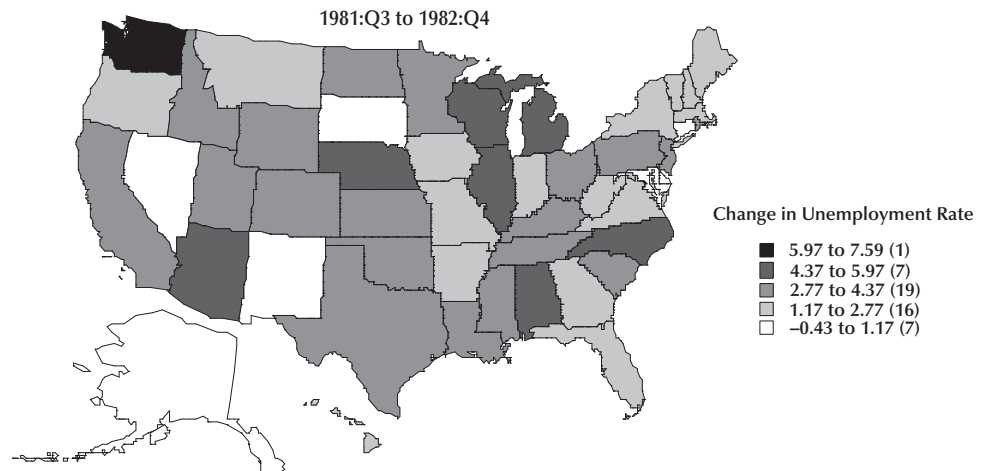 1981:Q3 to 1982:Q4
Change in Unemployment Rate
5.97 to 7.59 (1)
4.37 to 5.97 (7)
2.77 to 4.37 (19)
1.17 to 2.77 (16)
–0.43 to 1.17 (7)